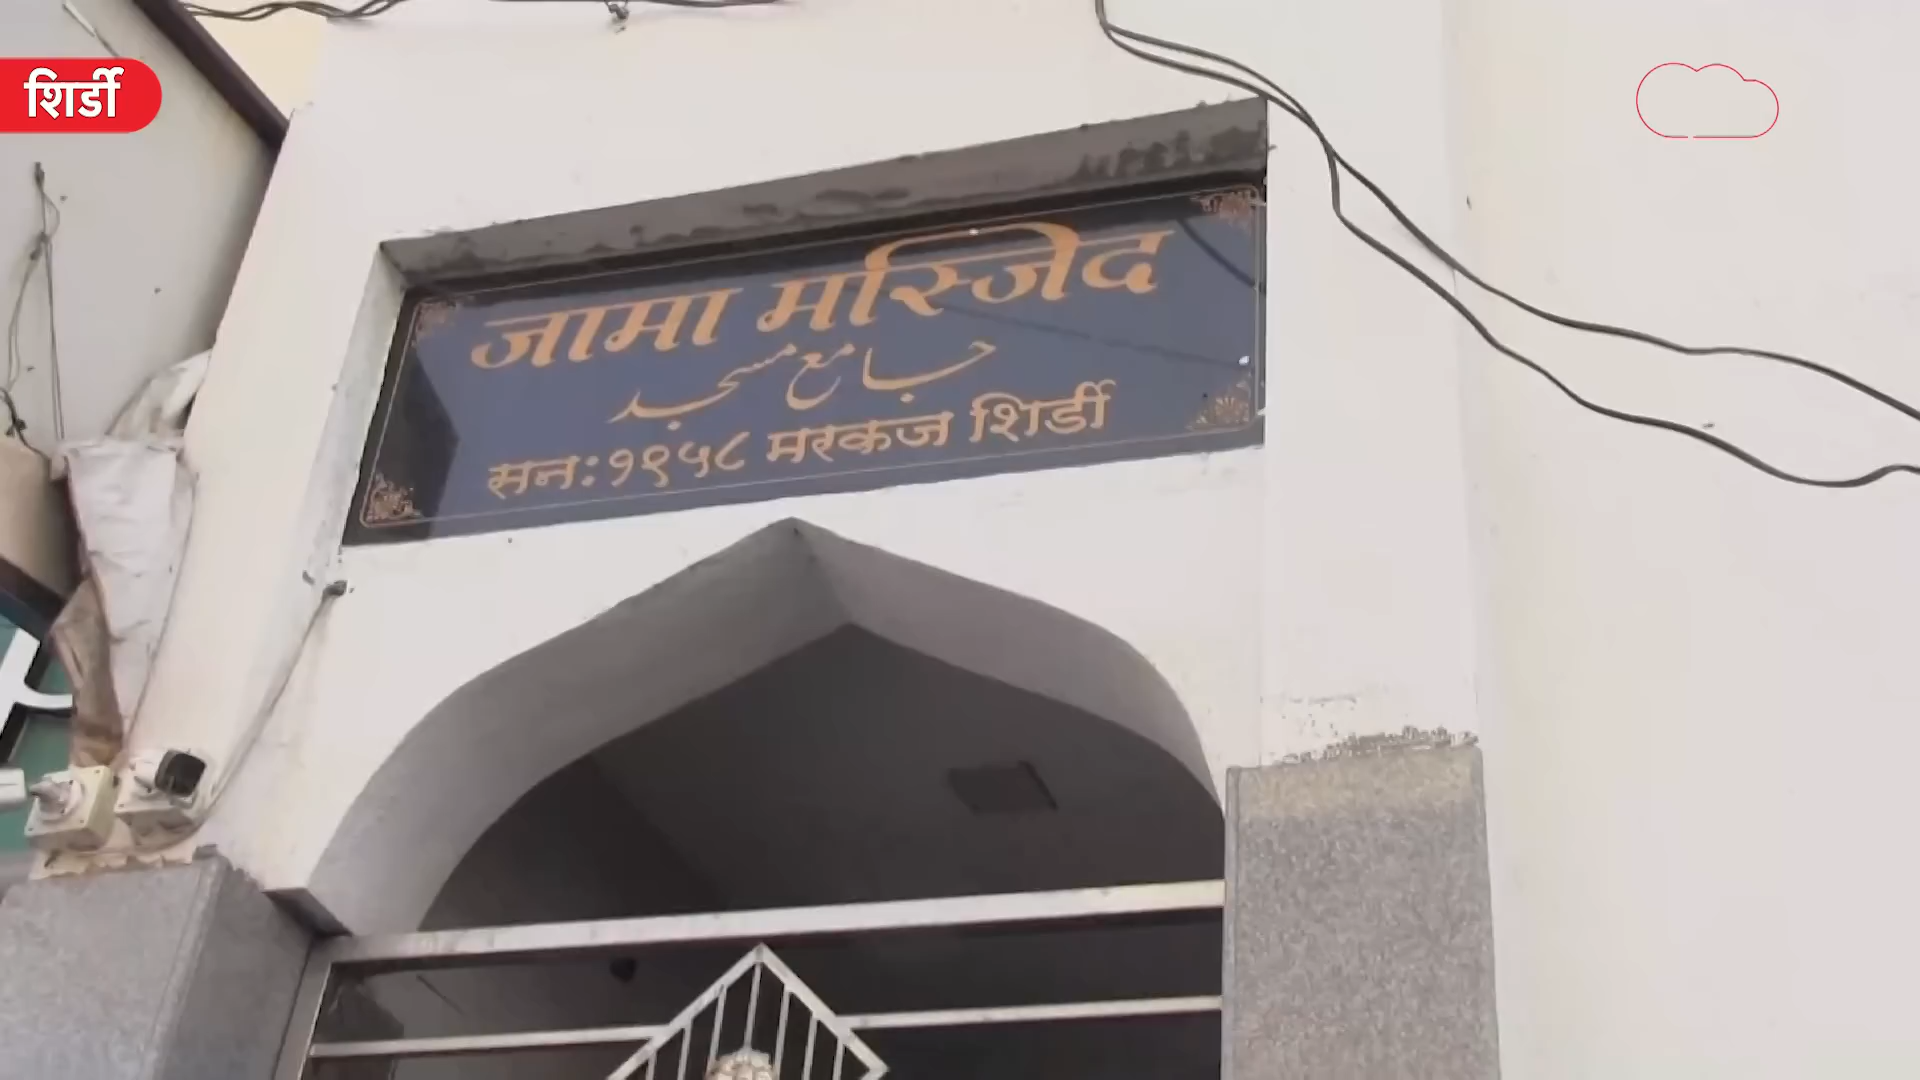 शिर्डी
जामा मस्जिद
جامع مسجد
सन:१९५८ मरकज शिर्डी